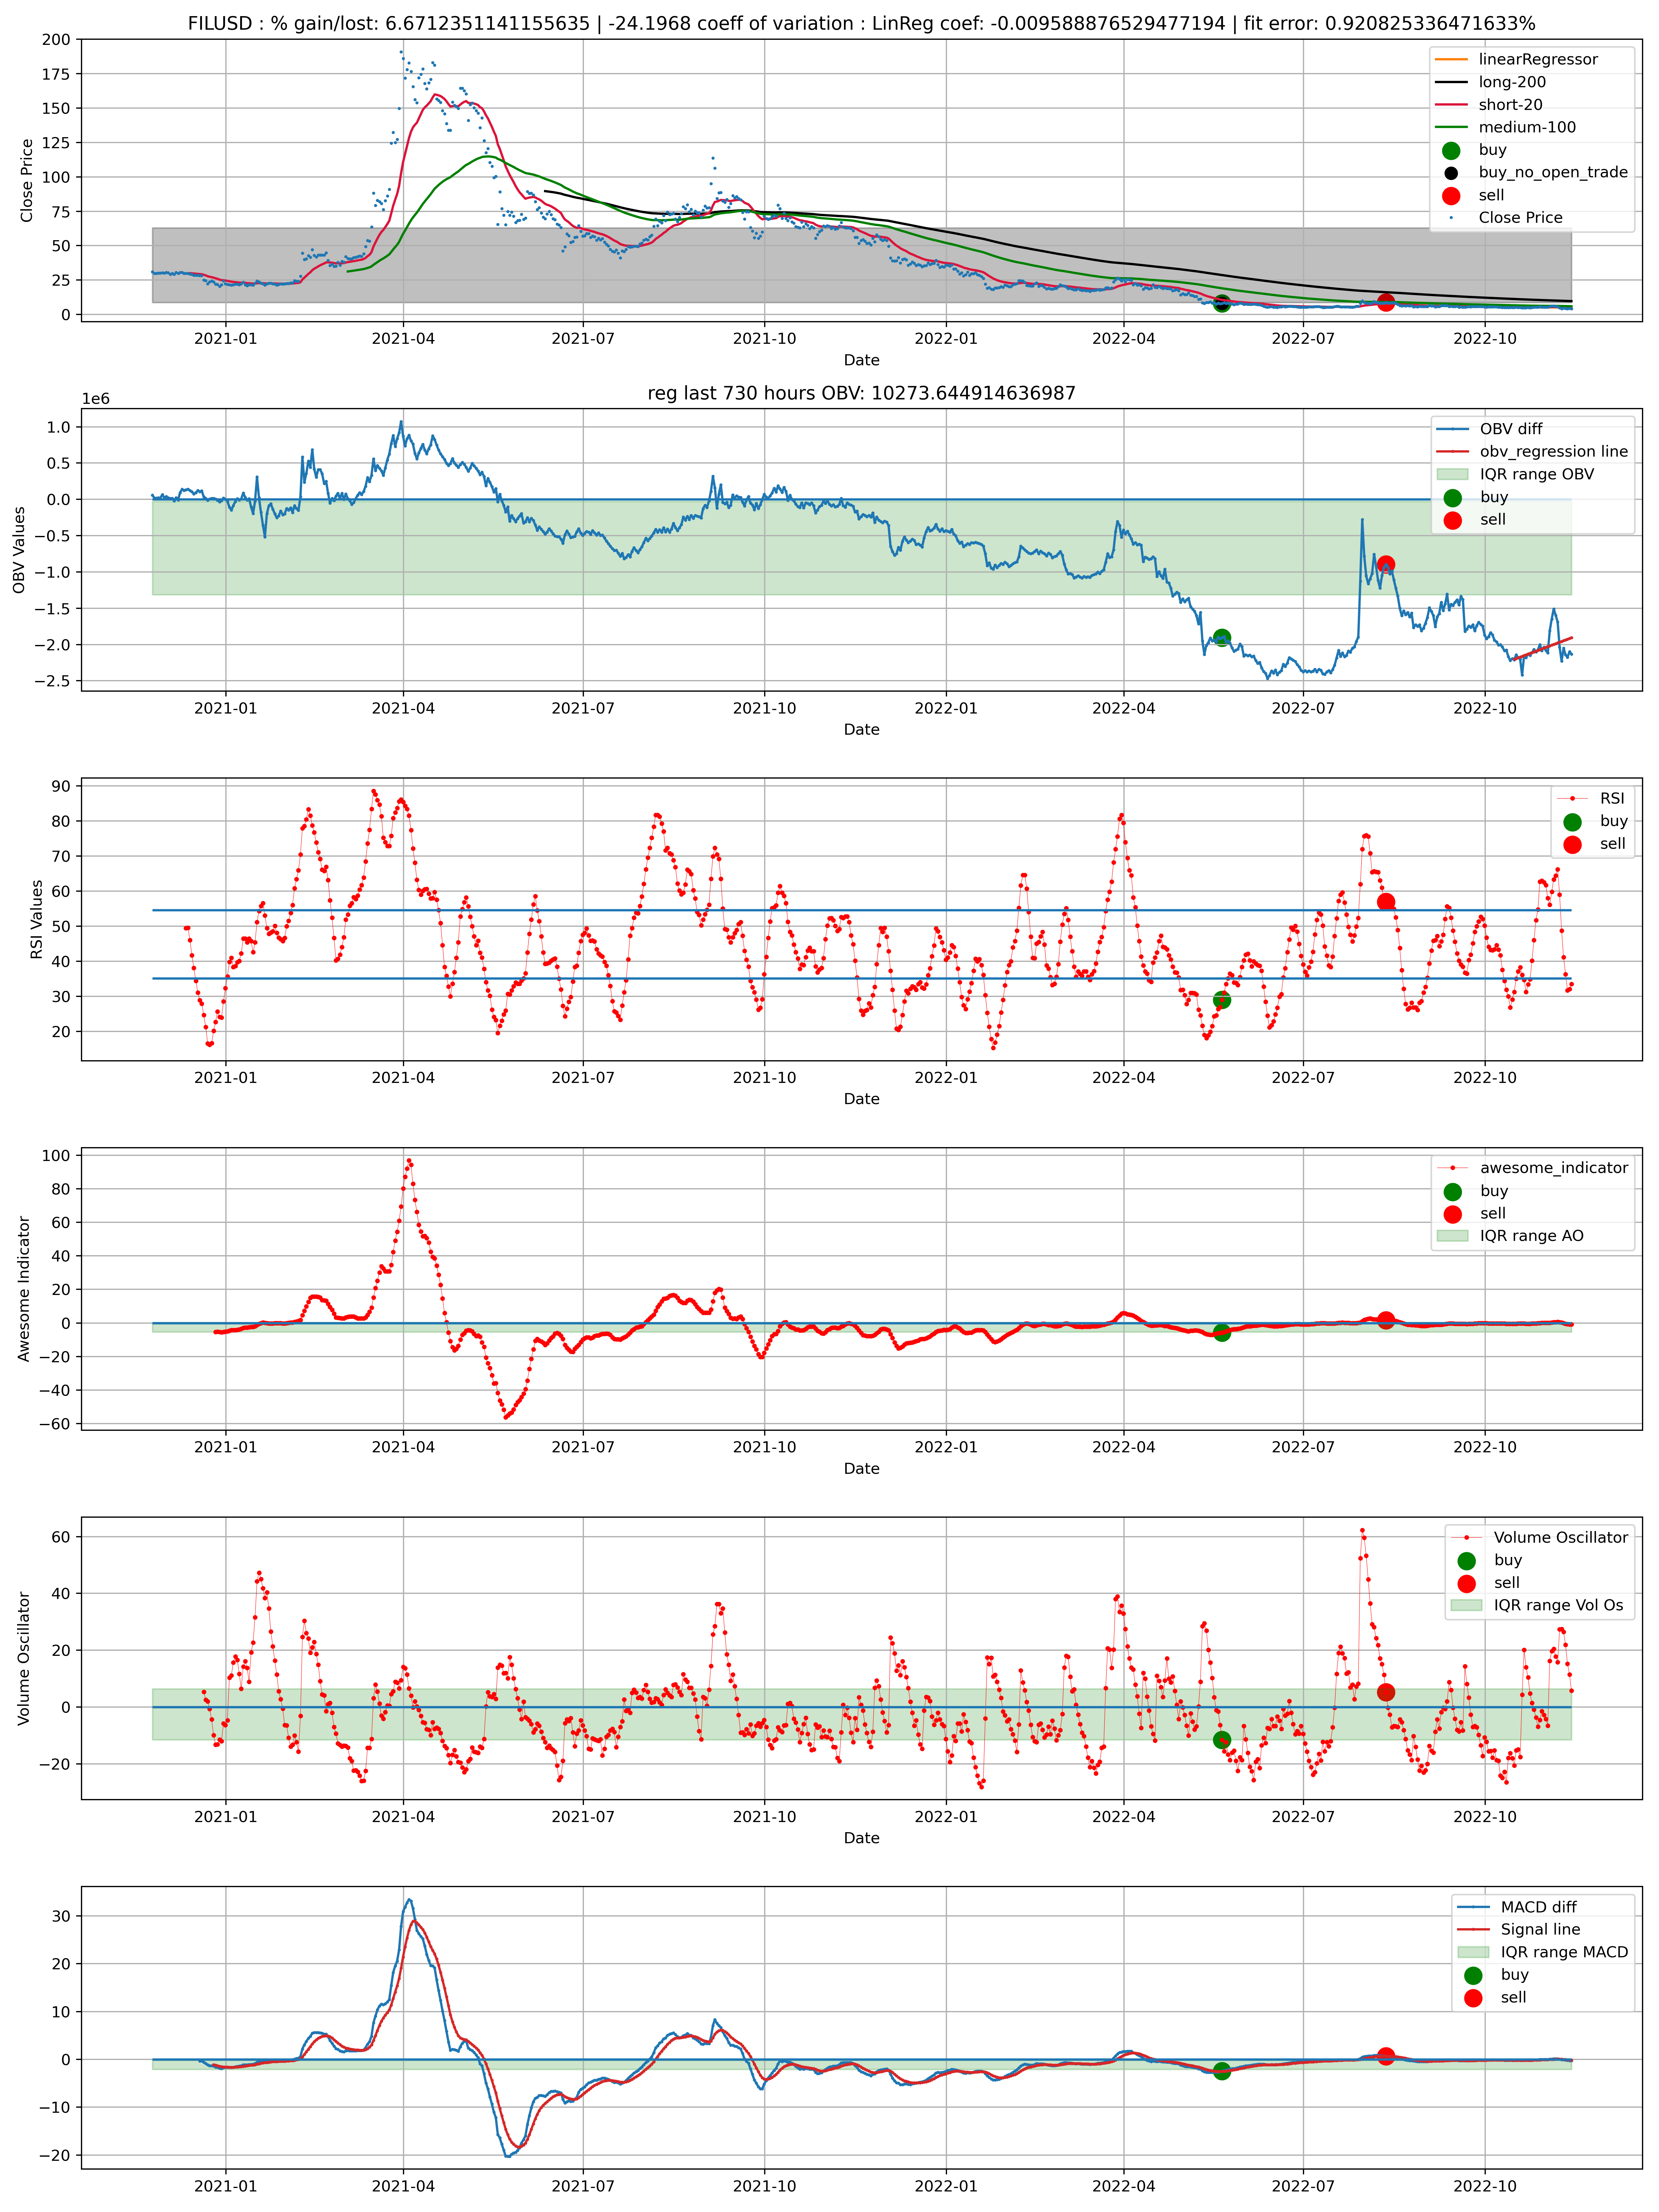 FILUSD : % gain/lost: 6.6712351141155635 | -24.1968 coeff of variation : LinReg coef: -0.009588876529477194 | fit error: 0.920825336471633%
200
175
150
125
100
75
50
25
0
Close Price
linearRegressor
long-200
short-20
medium-100
buy
buy_no_open_trade
sell
Close Price
2021-01 2021-04 2021-07 2021-10 2022-01 2022-04 2022-07 2022-10
Date
reg last 730 hours OBV: 10273.644914636987
1e6
1.0
0.5
0.0
−0.5
−1.0
−1.5
−2.0
−2.5
OBV Values
OBV diff
obv_regression line
IQR range OBV
buy
sell
2021-01 2021-04 2021-07 2021-10 2022-01 2022-04 2022-07 2022-10
Date
90
80
70
60
50
40
30
20
RSI Values
RSI
buy
sell
2021-01 2021-04 2021-07 2021-10 2022-01 2022-04 2022-07 2022-10
Date
100
80
60
40
20
0
−20
−40
−60
Awesome Indicator
awesome_indicator
buy
sell
IQR range AO
2021-01 2021-04 2021-07 2021-10 2022-01 2022-04 2022-07 2022-10
Date
60
40
20
0
−20
Volume Oscillator
Volume Oscillator
buy
sell
IQR range Vol Os
2021-01 2021-04 2021-07 2021-10 2022-01 2022-04 2022-07 2022-10
Date
30
20
10
0
−10
−20
MACD diff
Signal line
IQR range MACD
buy
sell
2021-01 2021-04 2021-07 2021-10 2022-01 2022-04 2022-07 2022-10